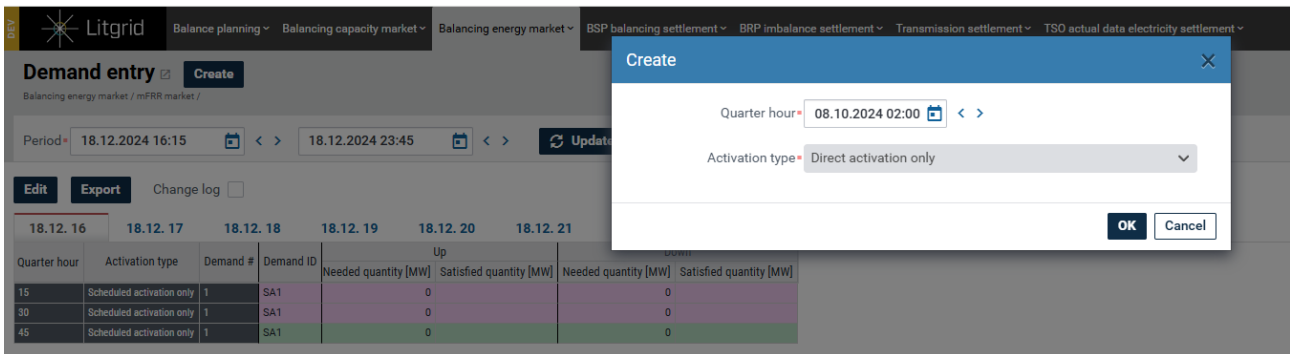 DEV
Litgrid
Balance planning
Balancing capacity market
Balancing energy market
BSP balancing settlement
BRP imbalance settlement
Transmission settlement
TSO actual data electricity settlement
Demand entry
Create
Balancing energy market / mFRR market /
Period* 18.12.2024 16:15 < > 18.12.2024 23:45 < > Update
Edit Export Change log
18.12. 16 18.12. 17 18.12. 18 18.12. 19 18.12. 20 18.12. 21
Create
Quarter hour* 08.10.2024 02:00 < >
Activation type* Direct activation only
OK Cancel
Quarter hour Activation type Demand # Demand ID Up Down
Needed quantity [MW] Satisfied quantity [MW] Needed quantity [MW] Satisfied quantity [MW]
15 Scheduled activation only 1 SA1 0 0
30 Scheduled activation only 1 SA1 0 0
45 Scheduled activation only 1 SA1 0 0